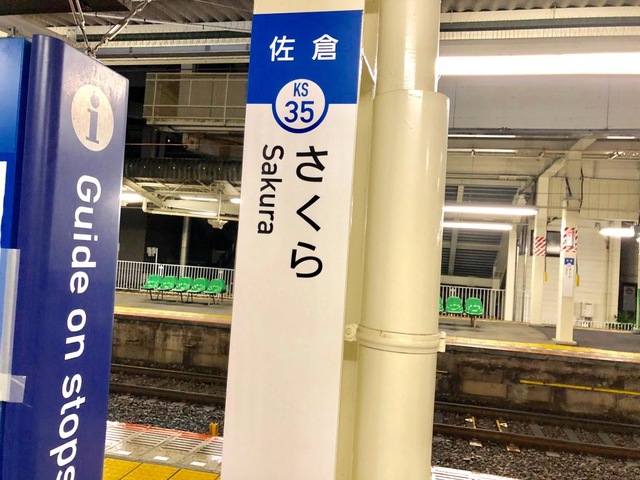 i
Guide on stops
佐倉
KS
35
さくら
Sakura